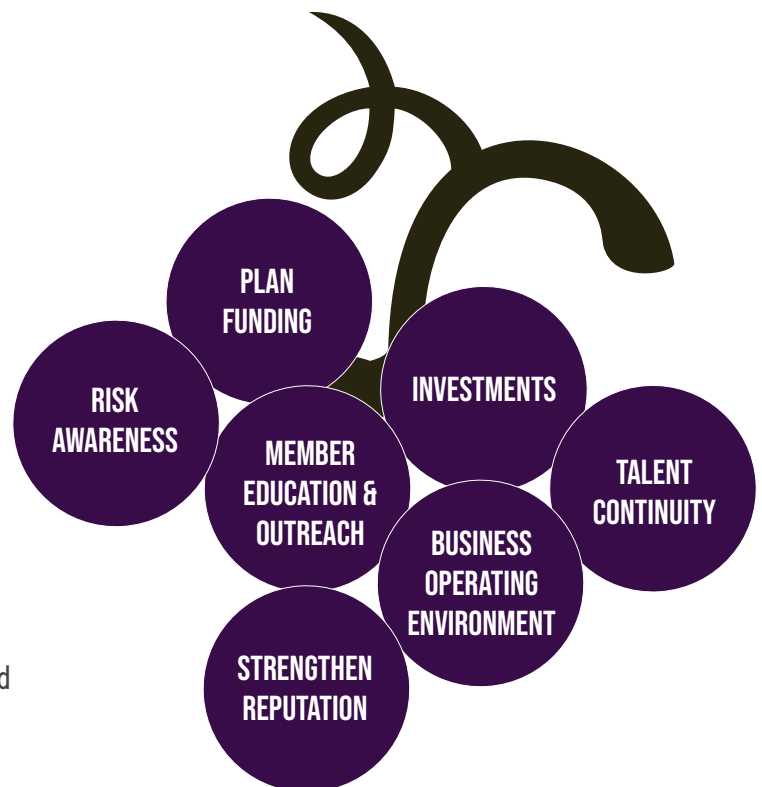 PLAN
FUNDING
RISK
AWARENESS
INVESTMENTS
MEMBER
EDUCATION &
OUTREACH
TALENT
CONTINUITY
BUSINESS
OPERATING
ENVIRONMENT
STRENGTHEN
REPUTATION
d